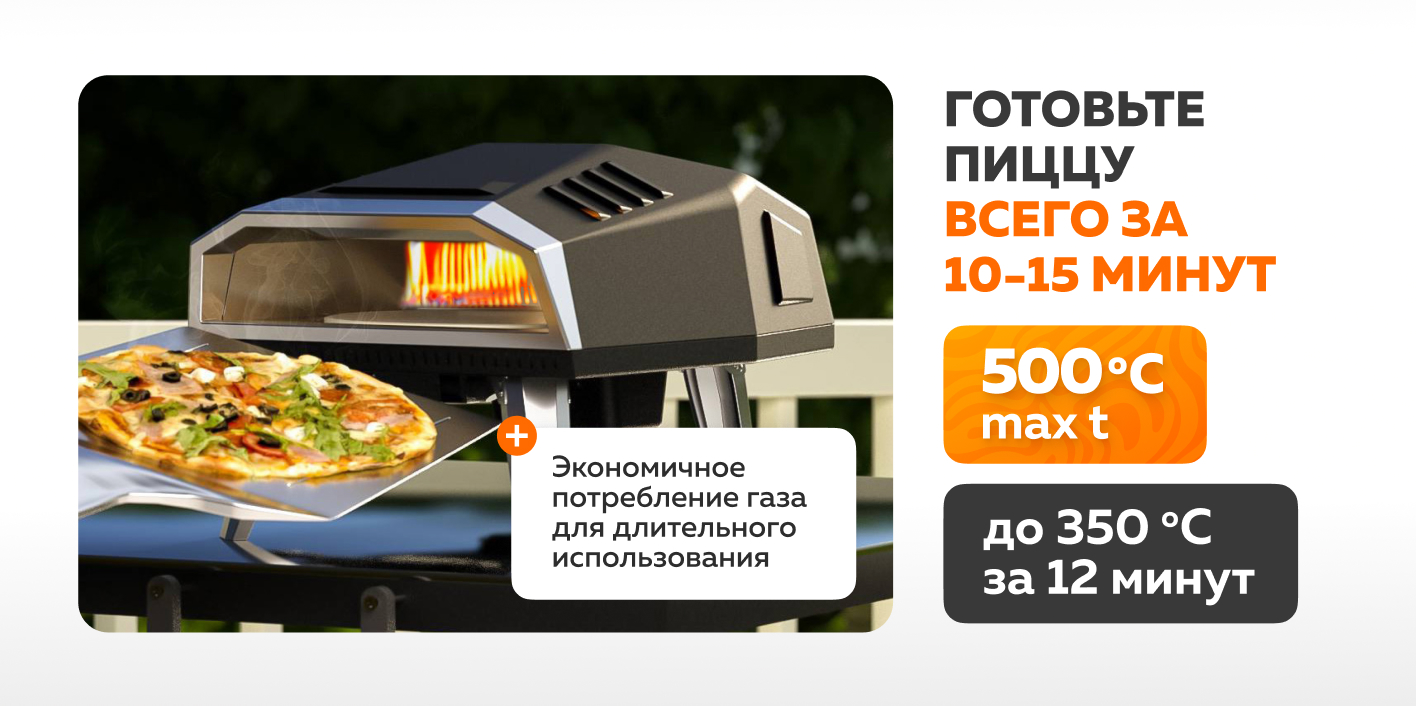 ГОТОВЬТЕ
ПИЦЦУ
ВСЕГО ЗА
10-15 МИНУТ
500°C
max t
до 350 °C
за 12 минут
+
Экономичное
потребление газа
для длительного
использования